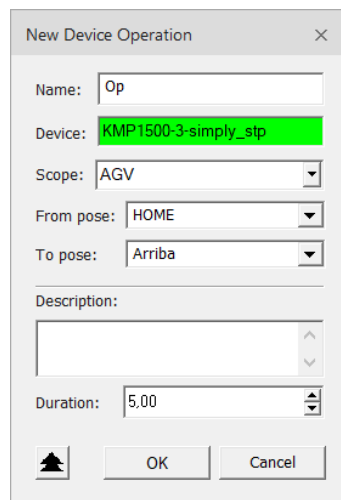 New Device Operation
Name: Op
Device: KMP1500-3-simply_stp
Scope: AGV
From pose: HOME
To pose: Arriba
Description:
Duration: 5,00
OK Cancel